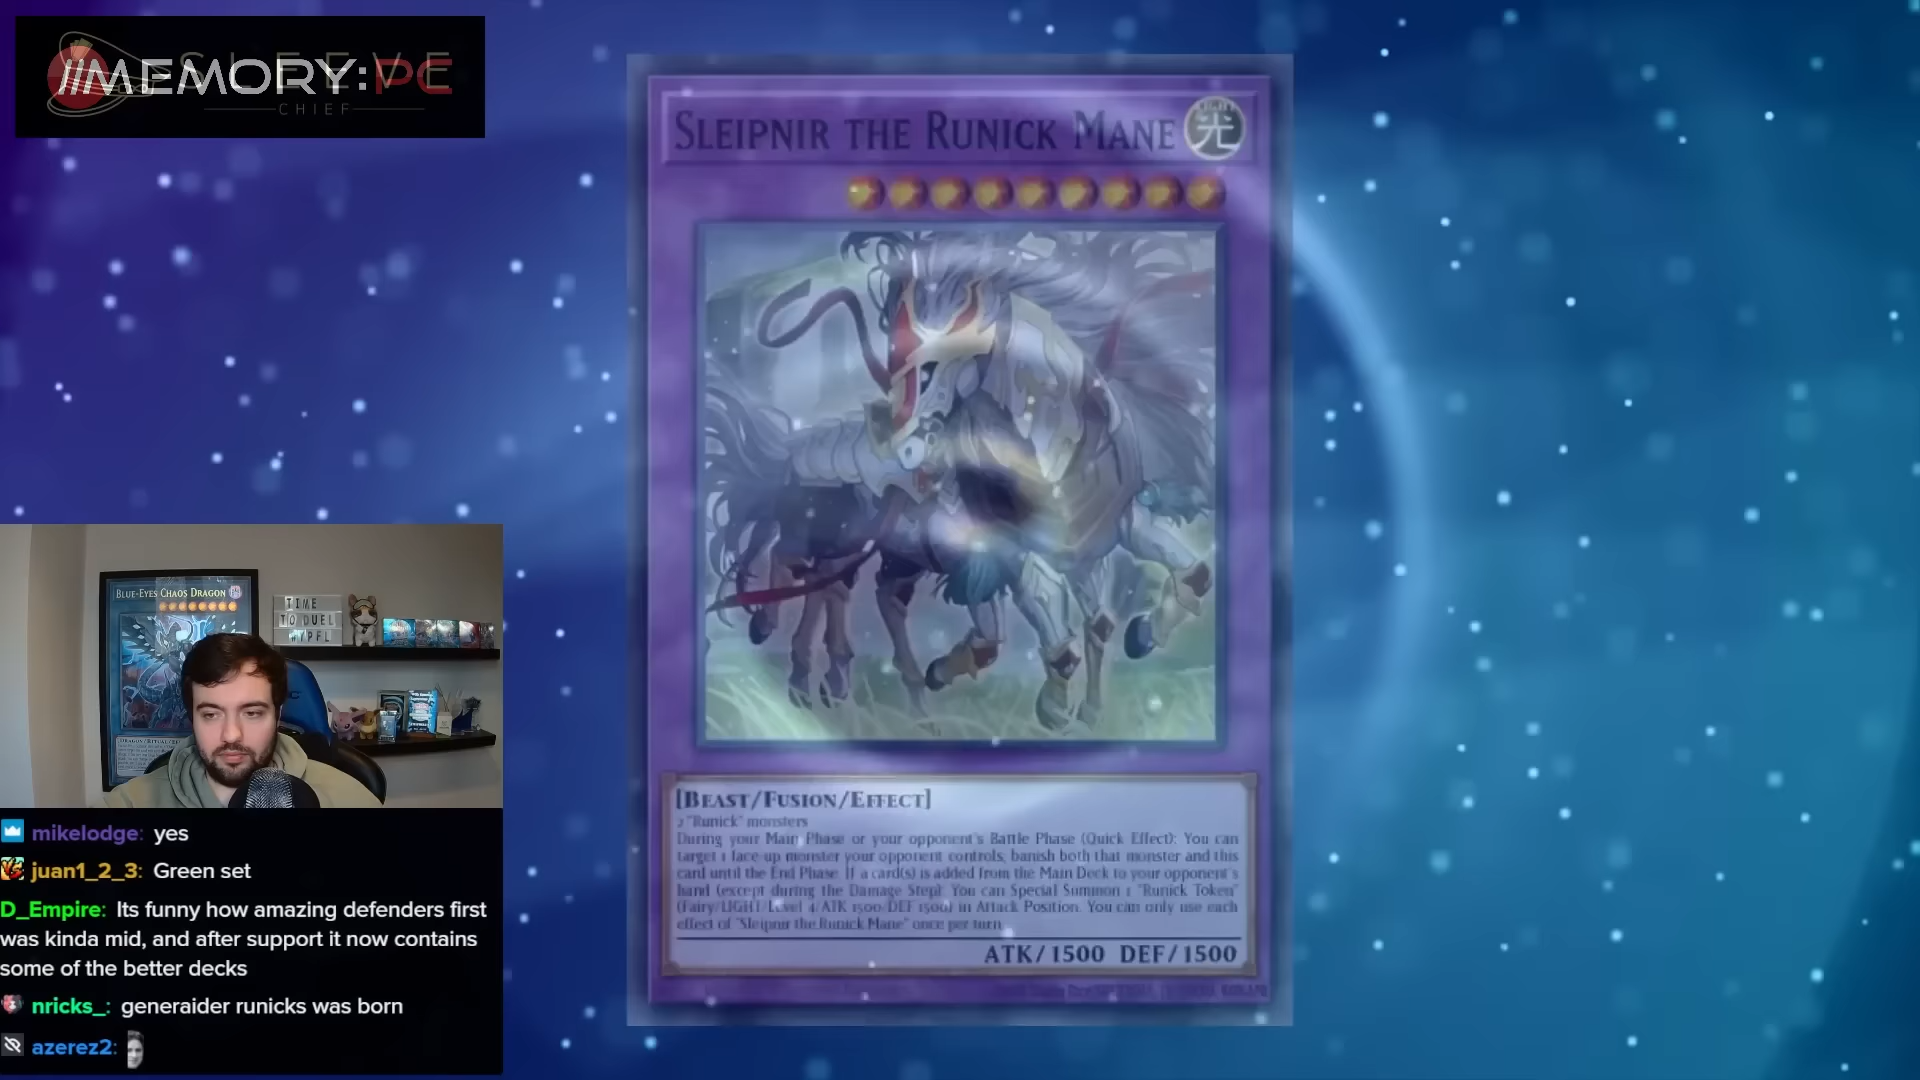 //MEMORY:PC
SLEEVE
CHIEF
SLEIPNIR THE RUNICK MANE
LIGHT
光
[BEAST/FUSION/EFFECT]
2 "Runick" monsters
During your Main Phase or your opponent's Battle Phase (Quick Effect): You can
target 1 face-up monster your opponent controls; banish both that monster and this
card until the End Phase. If a card(s) is added from the Main Deck to your opponent's
hand (except during the Damage Step): You can Special Summon 1 "Runick Token"
(Fairy/LIGHT/Level 4/ATK 1500/DEF 1500) in Attack Position. You can only use each
effect of "Sleipnir the Runick Mane" once per turn.
ATK/1500 DEF/1500
BLUE-EYES CHAOS DRAGON
TIME
TO DUEL
mikelodge: yes
juan1_2_3: Green set
D_Empire: Its funny how amazing defenders first
was kinda mid, and after support it now contains
some of the better decks
nricks_: generaider runicks was born
azerez2: